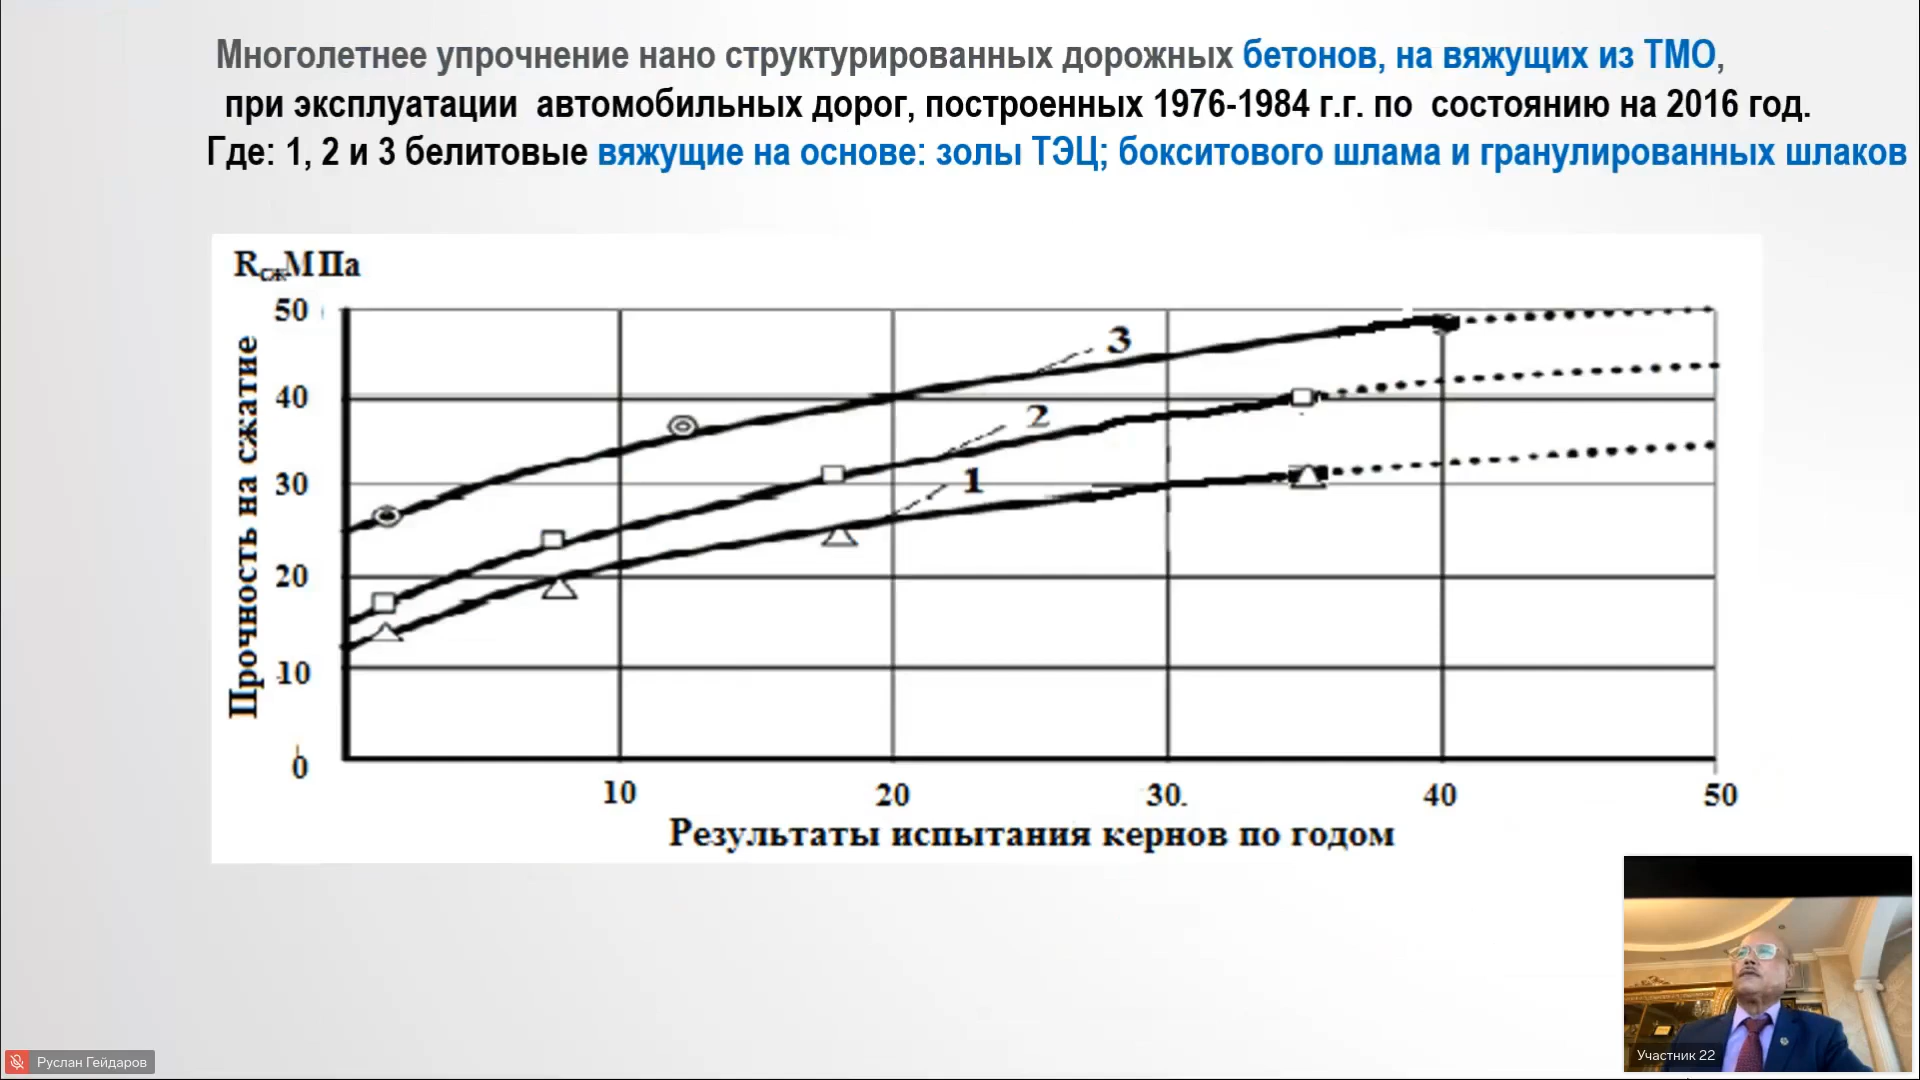 Многолетнее упрочнение нано структурированных дорожных бетонов, на вяжущих из ТМО,
при эксплуатации автомобильных дорог, построенных 1976-1984 г.г. по состоянию на 2016 год.
Где: 1, 2 и 3 белитовые вяжущие на основе: золы ТЭЦ; бокситового шлама и гранулированных шлаков
Rсж МПа
50
40
30
20
10
0
Прочность на сжатие
3
2
1
10
20
30.
40
50
Результаты испытания кернов по годом
Участник 22
Руслан Гейдаров